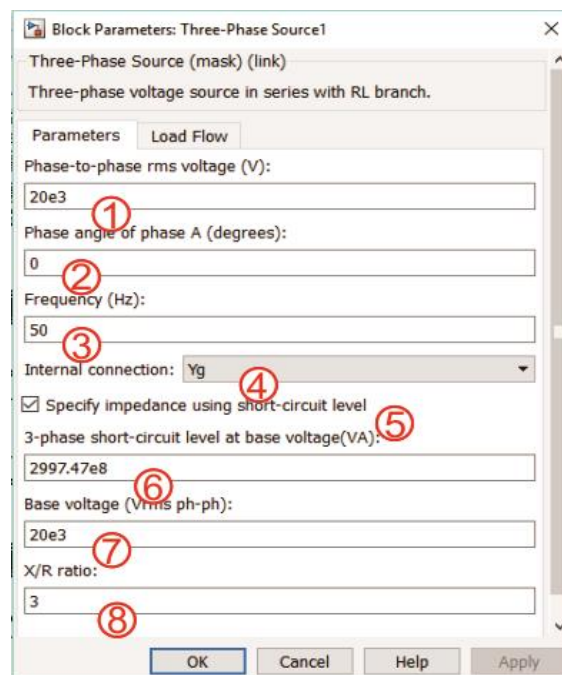 Block Parameters: Three-Phase Source1
Three-Phase Source (mask) (link)
Three-phase voltage source in series with RL branch.
Parameters Load Flow
Phase-to-phase rms voltage (V):
20e3
①
Phase angle of phase A (degrees):
0
②
Frequency (Hz):
50
③
Internal connection: Yg
④
Specify impedance using short-circuit level
⑤
3-phase short-circuit level at base voltage(VA):
2997.47e8
⑥
Base voltage (Vrms ph-ph):
20e3
⑦
X/R ratio:
3
⑧
OK Cancel Help Apply